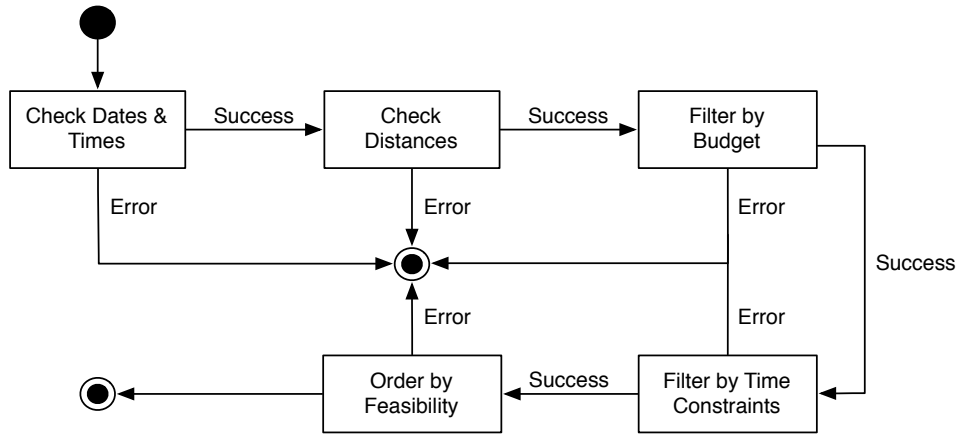 Check Dates &
Times
Success
Check
Distances
Success
Filter by
Budget
Error
Error
Error
Success
Error
Error
Order by
Feasibility
Success
Filter by Time
Constraints